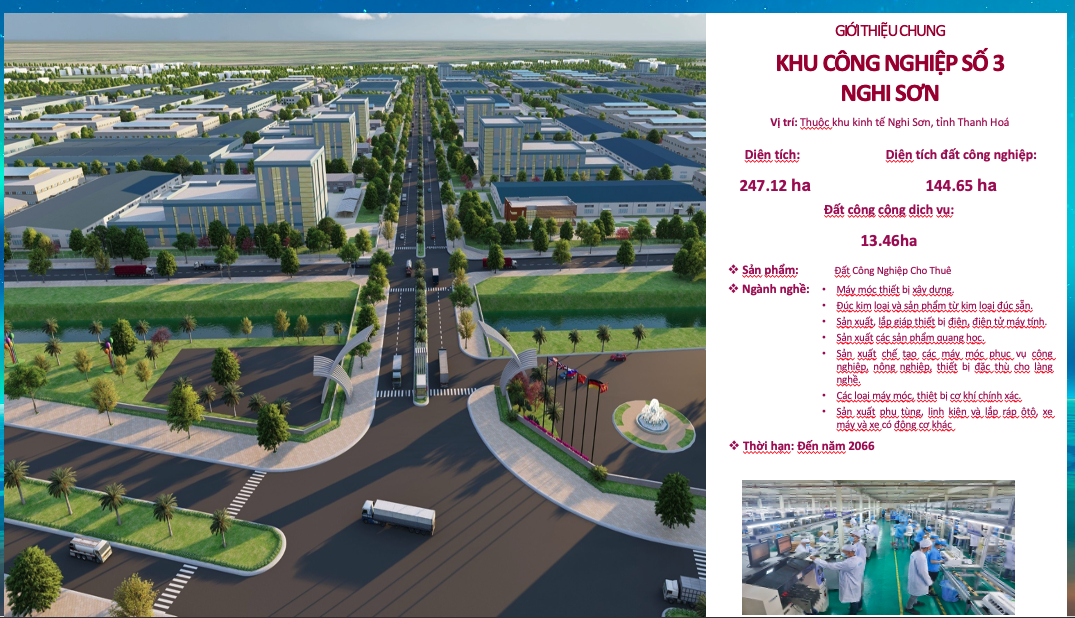 GIỚI THIỆU CHUNG
KHU CÔNG NGHIỆP SỐ 3
NGHI SƠN
Vị trí: Thuộc khu kinh tế Nghi Sơn, tỉnh Thanh Hoá
Diện tích:
Diện tích đất công nghiệp:
247.12 ha
144.65 ha
Đất công cộng dịch vụ:
13.46ha
❖ Sản phẩm: Đất Công Nghiệp Cho Thuê
❖ Ngành nghề: • Máy móc thiết bị xây dựng.
• Đúc kim loại và sản phẩm từ kim loại đúc sẵn.
• Sản xuất, lắp giáp thiết bị điện, điện tử máy tính.
• Sản xuất các sản phẩm quang học.
• Sản xuất chế tạo các máy móc phục vụ công
nghiệp, nông nghiệp, thiết bị đặc thù cho làng
nghề.
• Các loại máy móc, thiết bị cơ khí chính xác.
• Sản xuất phụ tùng, linh kiện và lắp ráp ôtô, xe
máy và xe có động cơ khác
❖ Thời hạn: Đến năm 2066